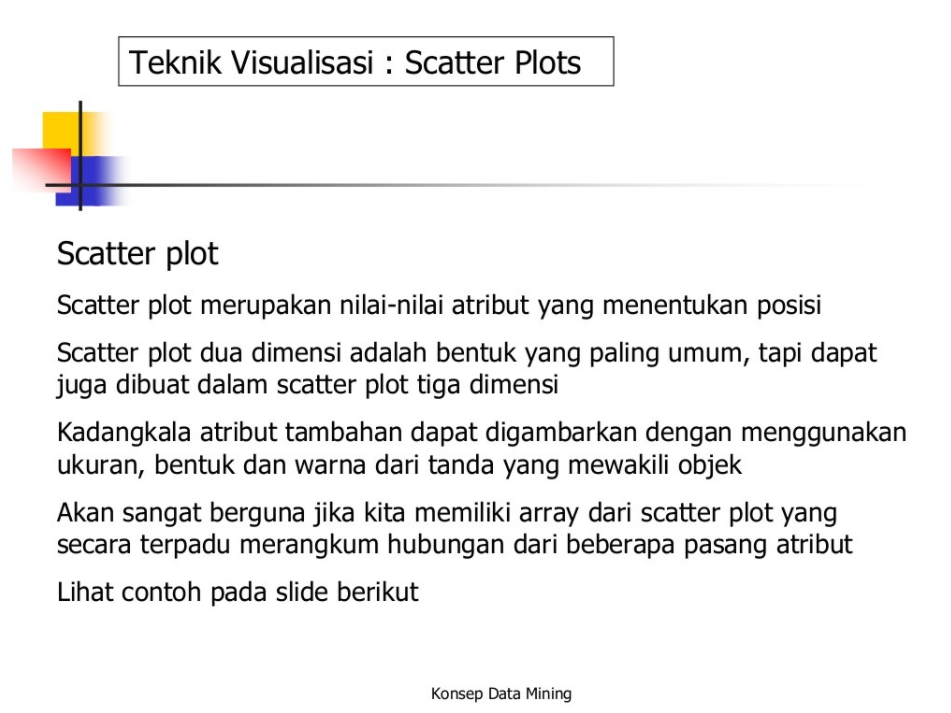 Teknik Visualisasi : Scatter Plots
Scatter plot
Scatter plot merupakan nilai-nilai atribut yang menentukan posisi
Scatter plot dua dimensi adalah bentuk yang paling umum, tapi dapat
juga dibuat dalam scatter plot tiga dimensi
Kadangkala atribut tambahan dapat digambarkan dengan menggunakan
ukuran, bentuk dan warna dari tanda yang mewakili objek
Akan sangat berguna jika kita memiliki array dari scatter plot yang
secara terpadu merangkum hubungan dari beberapa pasang atribut
Lihat contoh pada slide berikut
Konsep Data Mining